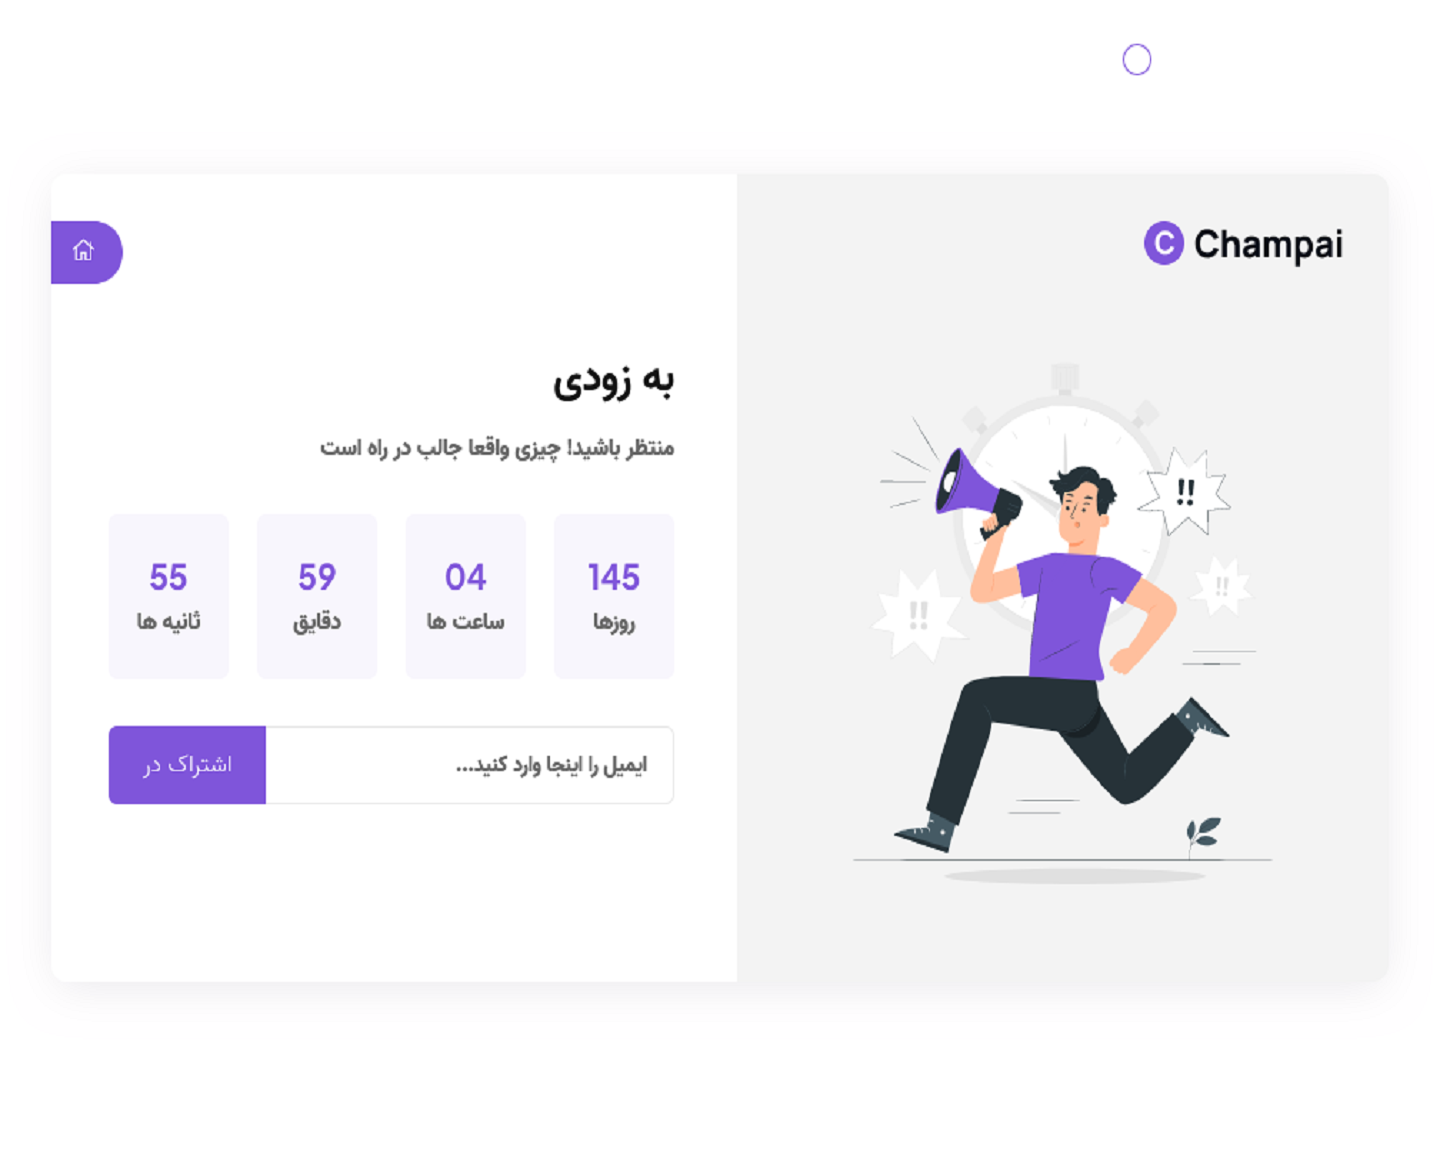 C Champai
به زودی
منتظر باشید! چیزی واقعا جالب در راه است
145
روزها
04
ساعت ها
59
دقایق
55
ثانیه ها
ایمیل را اینجا وارد کنید...
اشتراک در
!!
!!
!!